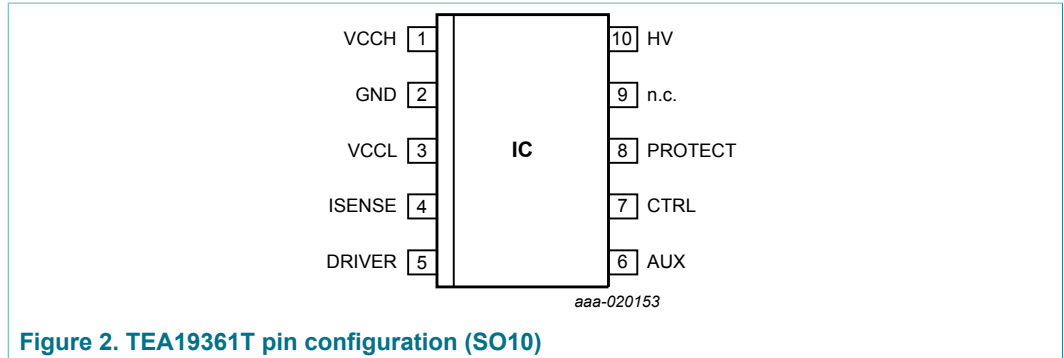 VCCH 1
10 HV
GND 2
9 n.c.
VCCL 3
IC
8 PROTECT
ISENSE 4
7 CTRL
DRIVER 5
6 AUX
aaa-020153
Figure 2. TEA19361T pin configuration (SO10)